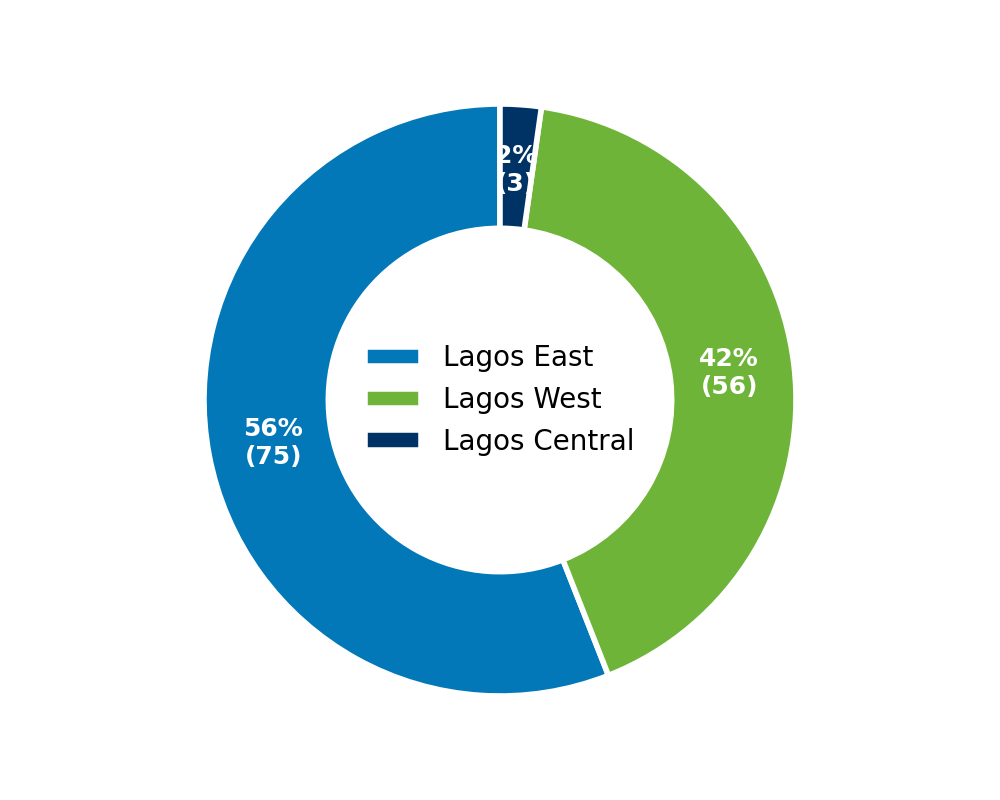 2%
(3)
42%
(56)
Lagos East
Lagos West
Lagos Central
56%
(75)